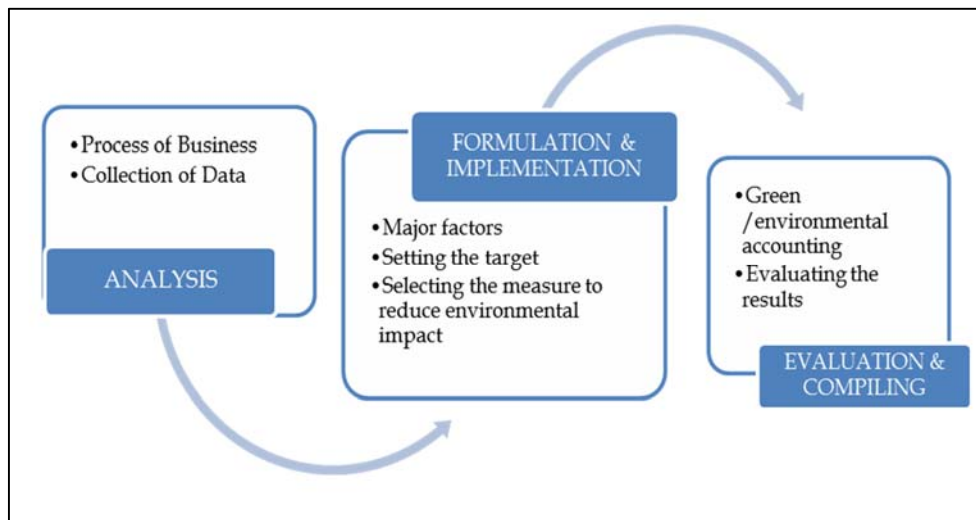 •Process of Business
•Collection of Data
ANALYSIS
FORMULATION &
IMPLEMENTATION
•Major factors
•Setting the target
•Selecting the measure to
reduce environmental
impact
•Green
/environmental
accounting
•Evaluating the
results
EVALUATION &
COMPILING